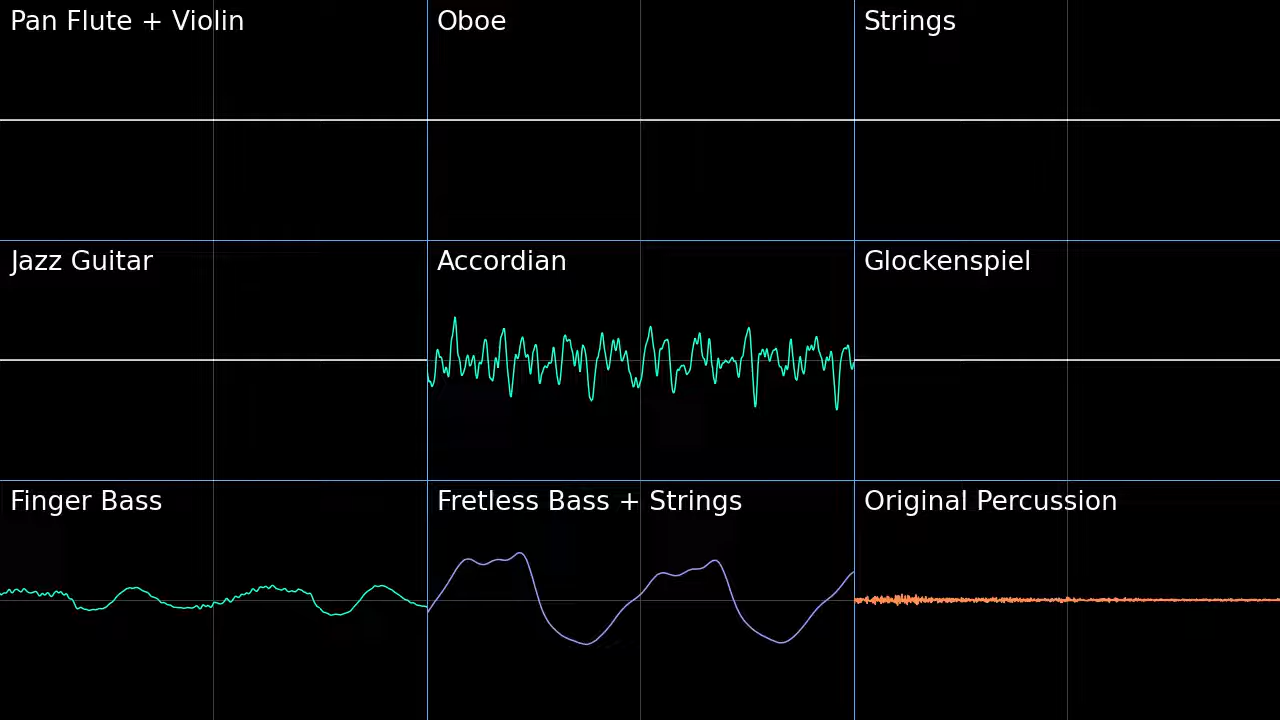 Pan Flute + Violin
Oboe
Strings
Jazz Guitar
Accordian
Glockenspiel
Finger Bass
Fretless Bass + Strings
Original Percussion